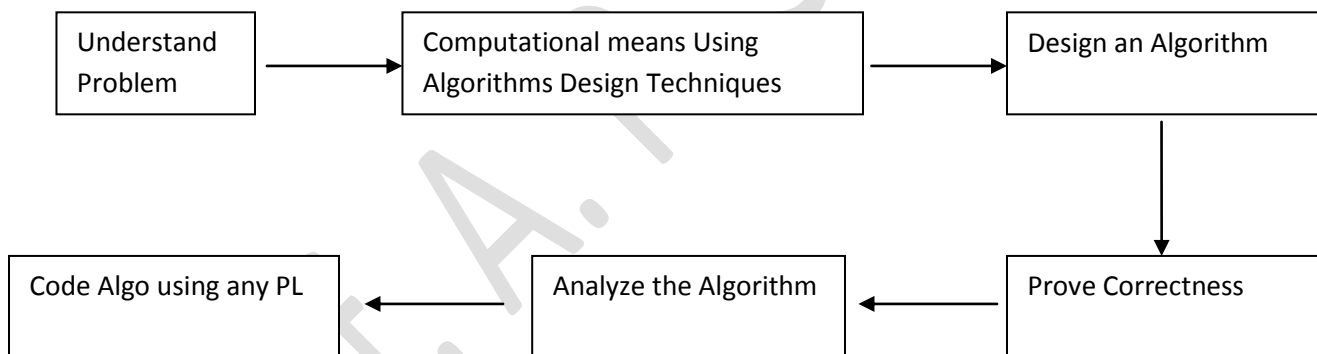 Understand
Problem
Computational means Using
Algorithms Design Techniques
Design an Algorithm
Prove Correctness
Analyze the Algorithm
Code Algo using any PL